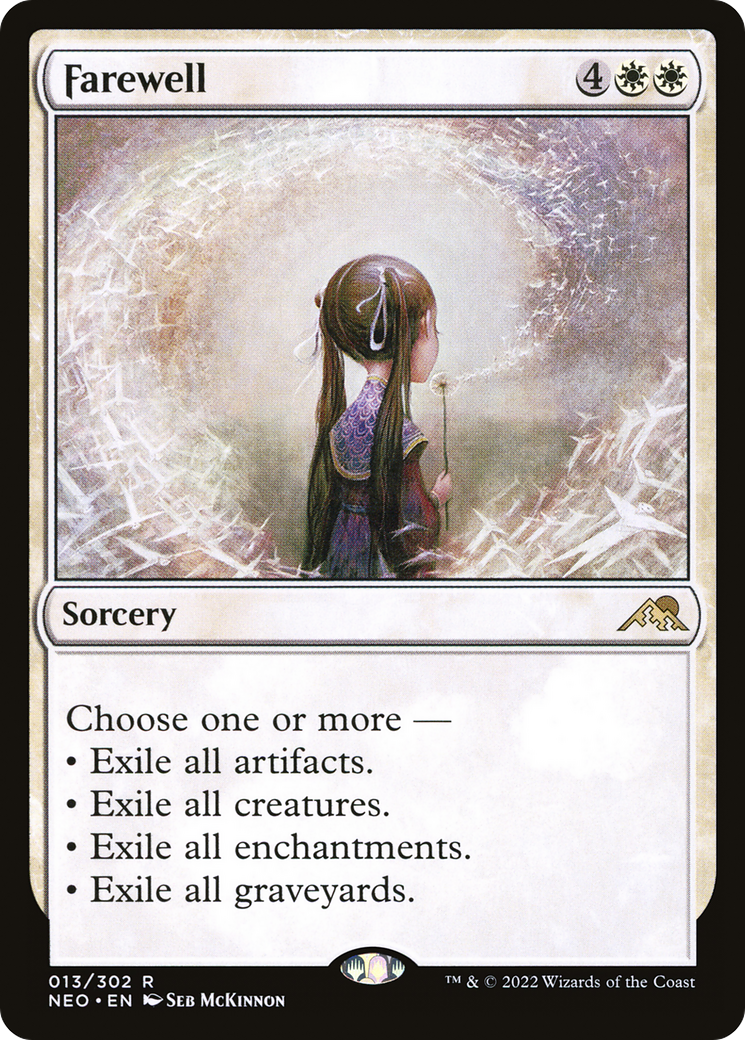 Farewell 4
Sorcery
Choose one or more —
• Exile all artifacts.
• Exile all creatures.
• Exile all enchantments.
• Exile all graveyards.
013/302 R
NEO • EN Seb McKinnon
™ & © 2022 Wizards of the Coast